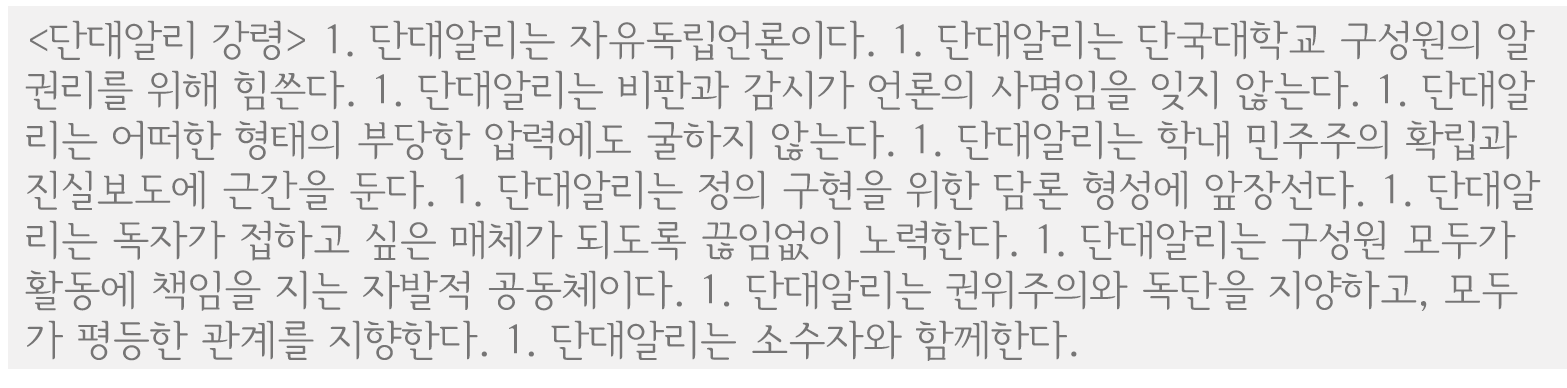 <단대알리 강령> 1. 단대알리는 자유독립언론이다. 1. 단대알리는 단국대학교 구성원의 알
권리를 위해 힘쓴다. 1. 단대알리는 비판과 감시가 언론의 사명임을 잊지 않는다. 1. 단대알
리는 어떠한 형태의 부당한 압력에도 굴하지 않는다. 1. 단대알리는 학내 민주주의 확립과
진실보도에 근간을 둔다. 1. 단대알리는 정의 구현을 위한 담론 형성에 앞장선다. 1. 단대알
리는 독자가 접하고 싶은 매체가 되도록 끊임없이 노력한다. 1. 단대알리는 구성원 모두가
활동에 책임을 지는 자발적 공동체이다. 1. 단대알리는 권위주의와 독단을 지양하고, 모두
가 평등한 관계를 지향한다. 1. 단대알리는 소수자와 함께한다.